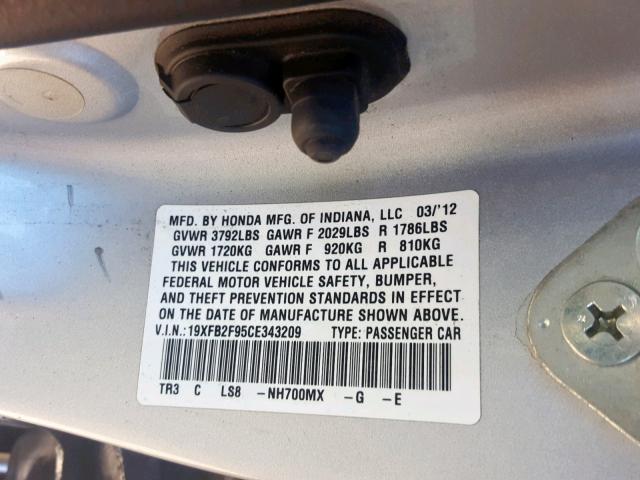 MFD. BY HONDA MFG. OF INDIANA, LLC 03/'12
GVWR 3792LBS GAWR F 2029LBS R 1786LBS
GVWR 1720KG GAWR F 920KG R 810KG
THIS VEHICLE CONFORMS TO ALL APPLICABLE
FEDERAL MOTOR VEHICLE SAFETY, BUMPER,
AND THEFT PREVENTION STANDARDS IN EFFECT
ON THE DATE OF MANUFACTURE SHOWN ABOVE.
V.I.N.:19XFB2F95CE343209 TYPE: PASSENGER CAR
TR3 C LS8 -NH700MX -G -E